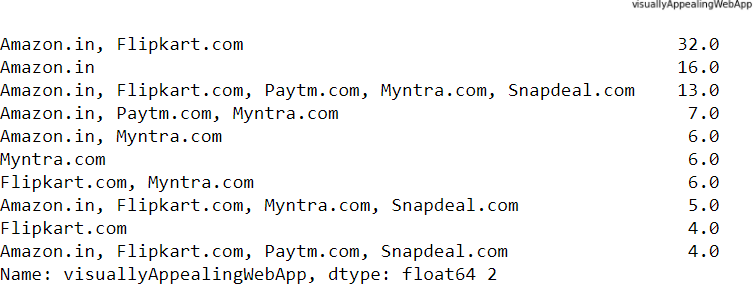 visuallyAppealingWebApp
Amazon.in, Flipkart.com 32.0
Amazon.in 16.0
Amazon.in, Flipkart.com, Paytm.com, Myntra.com, Snapdeal.com 13.0
Amazon.in, Paytm.com, Myntra.com 7.0
Amazon.in, Myntra.com 6.0
Myntra.com 6.0
Flipkart.com, Myntra.com 6.0
Amazon.in, Flipkart.com, Myntra.com, Snapdeal.com 5.0
Flipkart.com 4.0
Amazon.in, Flipkart.com, Paytm.com, Snapdeal.com 4.0
Name: visuallyAppealingWebApp, dtype: float64 2